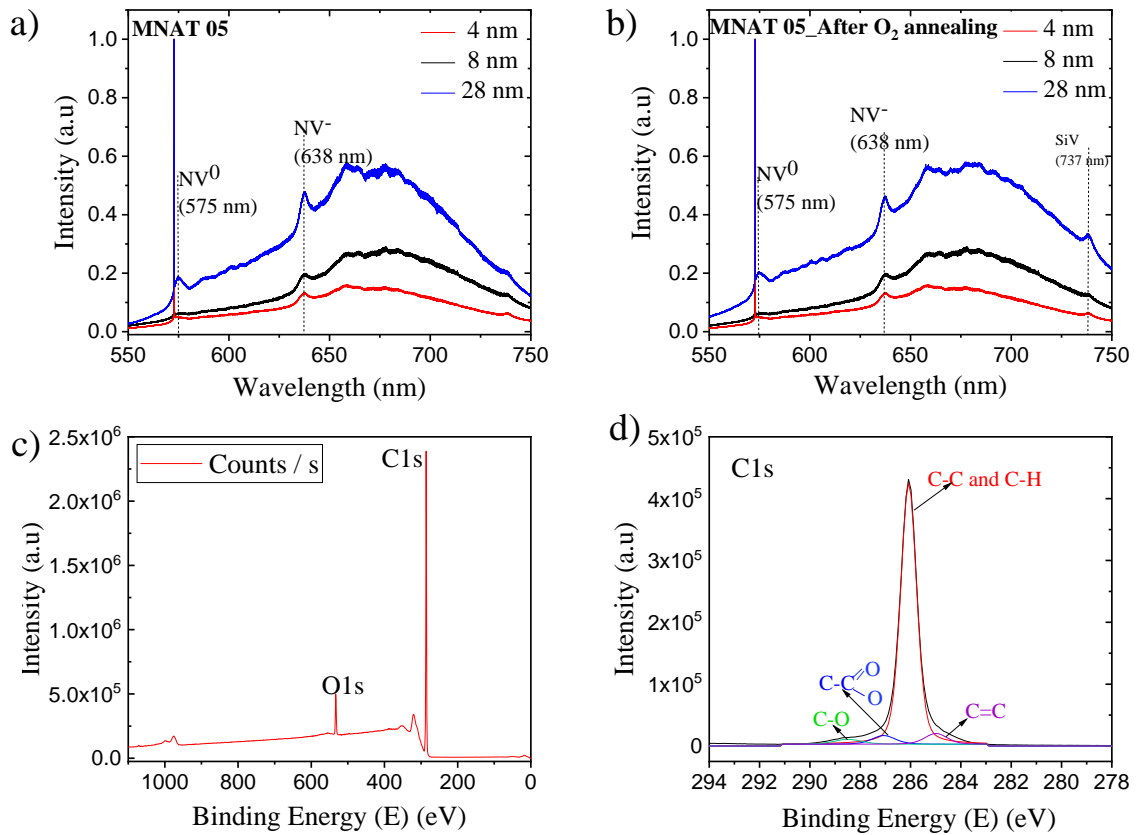 a)
MNAT 05
4 nm
8 nm
28 nm
NV⁰
(575 nm)
NV⁻
(638 nm)
Intensity (a.u)
1.0
0.8
0.6
0.4
0.2
0.0
550 600 650 700 750
Wavelength (nm)
b)
MNAT 05_After O₂ annealing
4 nm
8 nm
28 nm
NV⁰
(575 nm)
NV⁻
(638 nm)
SiV
(737 nm)
Intensity (a.u)
1.0
0.8
0.6
0.4
0.2
0.0
550 600 650 700 750
Wavelength (nm)
c)
Counts / s
C1s
O1s
Intensity (a.u)
2.5x10⁶
2.0x10⁶
1.5x10⁶
1.0x10⁶
5.0x10⁵
0.0
1000 800 600 400 200 0
Binding Energy (E) (eV)
d)
C1s
C-C and C-H
C-C
O
O
C-O
C=C
Intensity (a.u)
5x10⁵
4x10⁵
3x10⁵
2x10⁵
1x10⁵
0
294 292 290 288 286 284 282 280 278
Binding Energy (E) (eV)